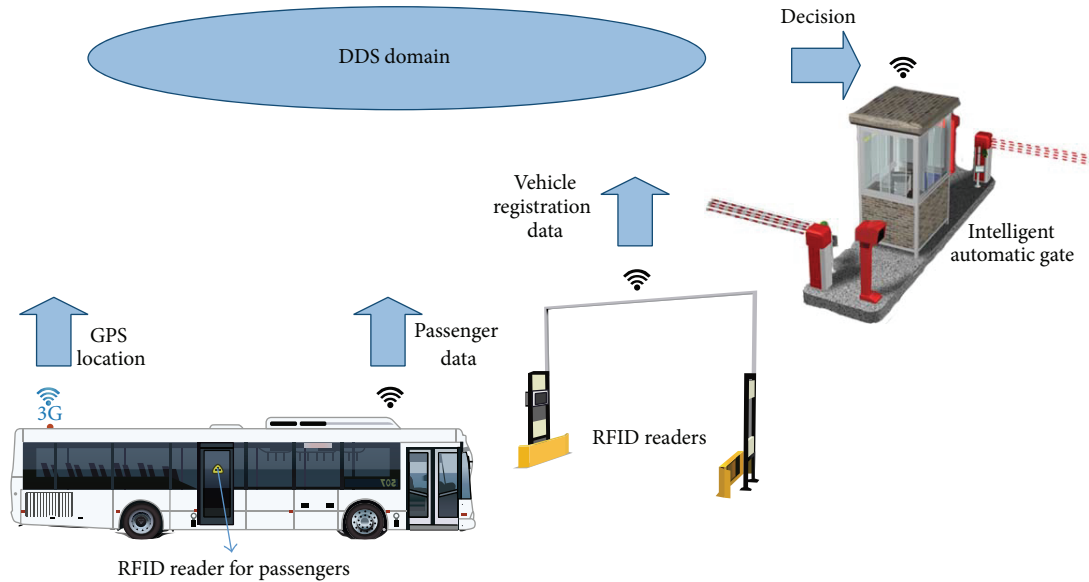 Decision
DDS domain
Vehicle
registration
data
Intelligent
automatic gate
GPS
location
Passenger
data
3G
RFID readers
RFID reader for passengers